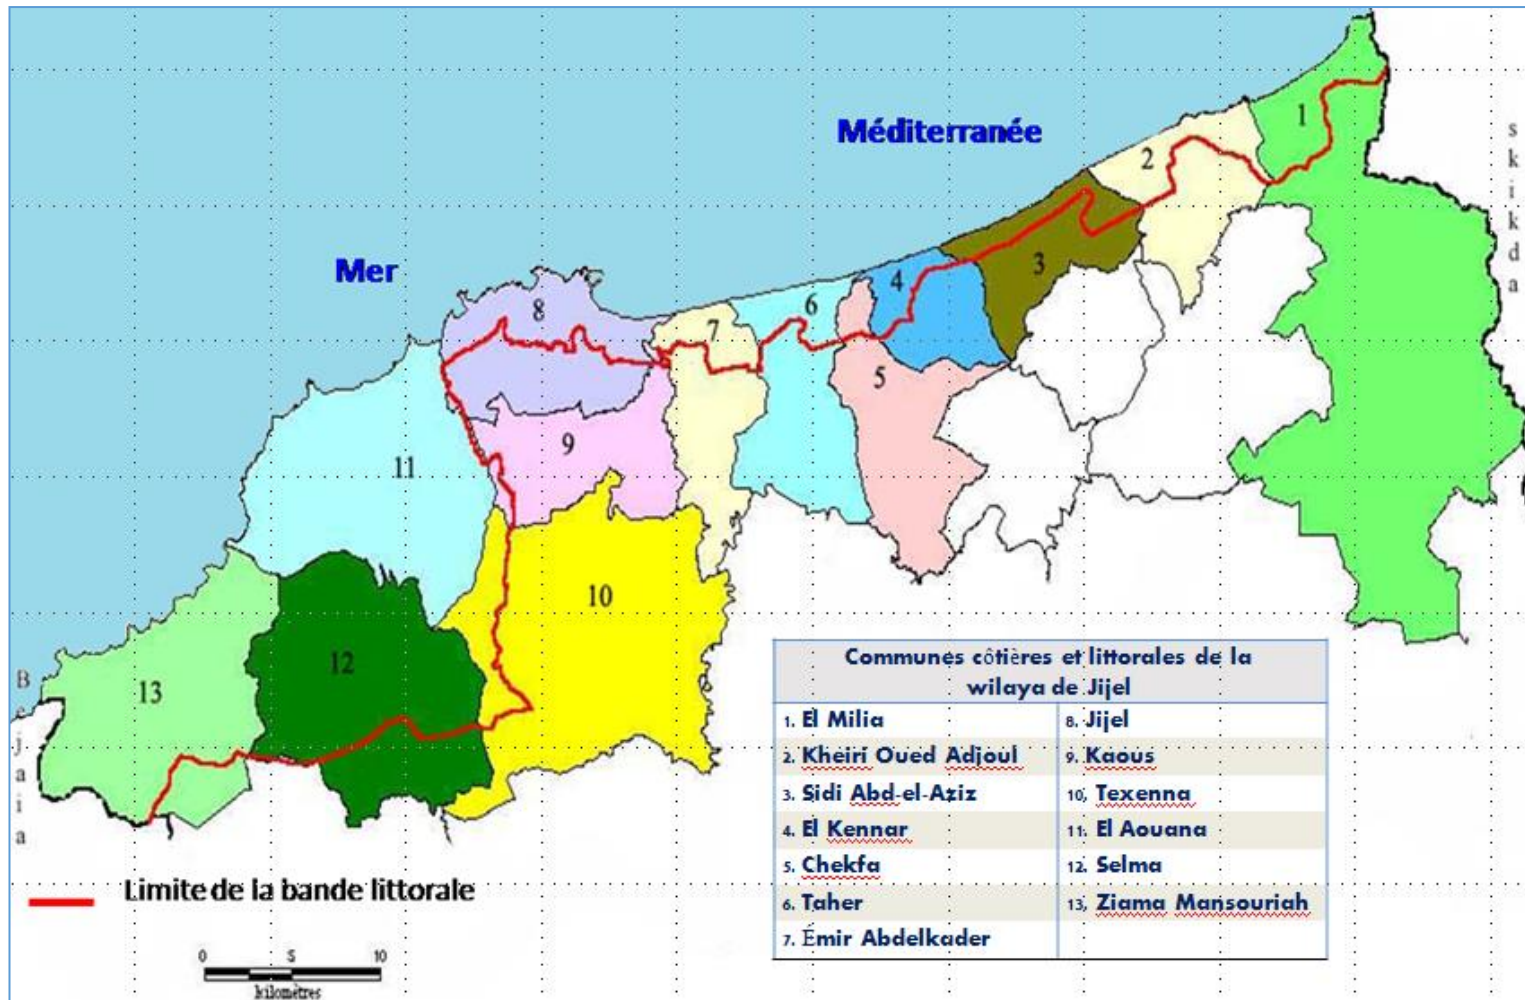 Méditerranée
Mer
1
2
3
4
5
6
7
8
9
10
11
12
13
skikda
Bejaia
Communes côtières et littorales de la
wilaya de Jijel
1. El Milia
8. Jijel
2. Kheiri Oued Adjoul
9. Kaous
3. Sidi Abd-el-Aziz
10, Texenna
4. El Kennar
11. El Aouana
5. Chekfa
12. Selma
6. Taher
13, Ziama Mansouriah
7. Émir Abdelkader
Limite de la bande littorale
0 5 10
kilomètres